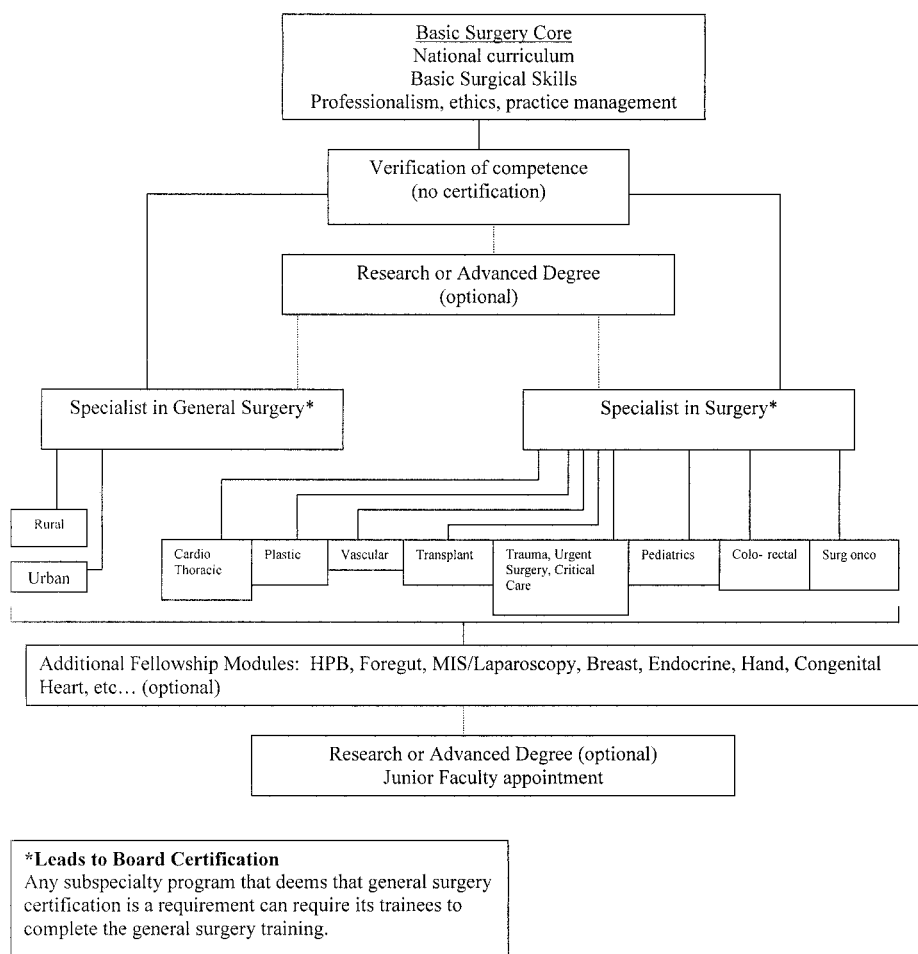 Basic Surgery Core
National curriculum
Basic Surgical Skills
Professionalism, ethics, practice management
Verification of competence
(no certification)
Research or Advanced Degree
(optional)
Specialist in General Surgery*
Specialist in Surgery*
Rural
Urban
Cardio
Thoracic
Plastic
Vascular
Transplant
Trauma, Urgent
Surgery, Critical
Care
Pediatrics
Colo- rectal
Surg onco
Additional Fellowship Modules: HPB, Foregut, MIS/Laparoscopy, Breast, Endocrine, Hand, Congenital
Heart, etc… (optional)
Research or Advanced Degree (optional)
Junior Faculty appointment
*Leads to Board Certification
Any subspecialty program that deems that general surgery
certification is a requirement can require its trainees to
complete the general surgery training.